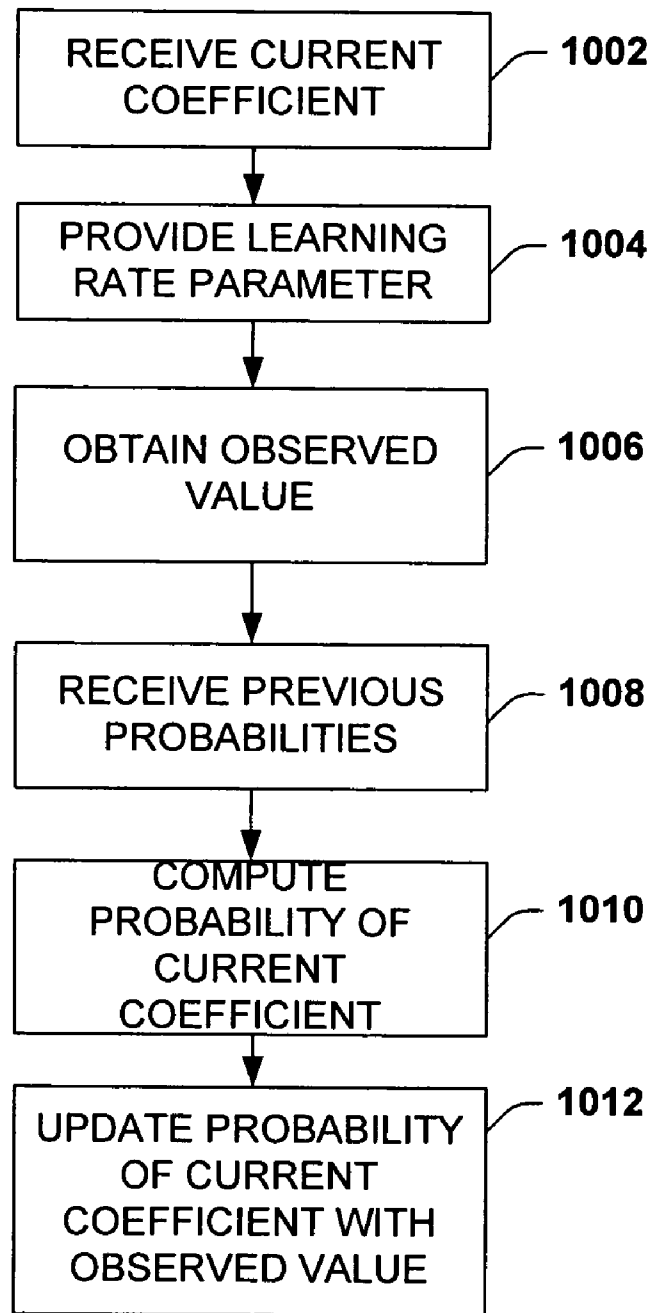 RECEIVE CURRENT
COEFFICIENT
1002
PROVIDE LEARNING
RATE PARAMETER
1004
OBTAIN OBSERVED
VALUE
1006
RECEIVE PREVIOUS
PROBABILITIES
1008
COMPUTE
PROBABILITY OF
CURRENT
COEFFICIENT
1010
UPDATE PROBABILITY
OF CURRENT
COEFFICIENT WITH
OBSERVED VALUE
1012